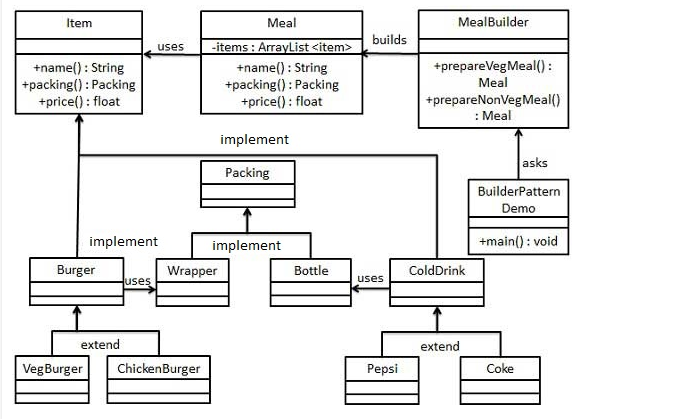 Item
Meal
MealBuilder
uses
-items : ArrayList <item>
builds
+name() : String
+packing() : Packing
+price() : float
+name() : String
+packing() : Packing
+price() : float
+prepareVegMeal() :
Meal
+prepareNonVegMeal()
: Meal
implement
asks
Packing
BuilderPattern
Demo
+main() : void
implement
implement
Burger
uses
Wrapper
Bottle
uses
ColdDrink
extend
extend
VegBurger
ChickenBurger
Pepsi
Coke